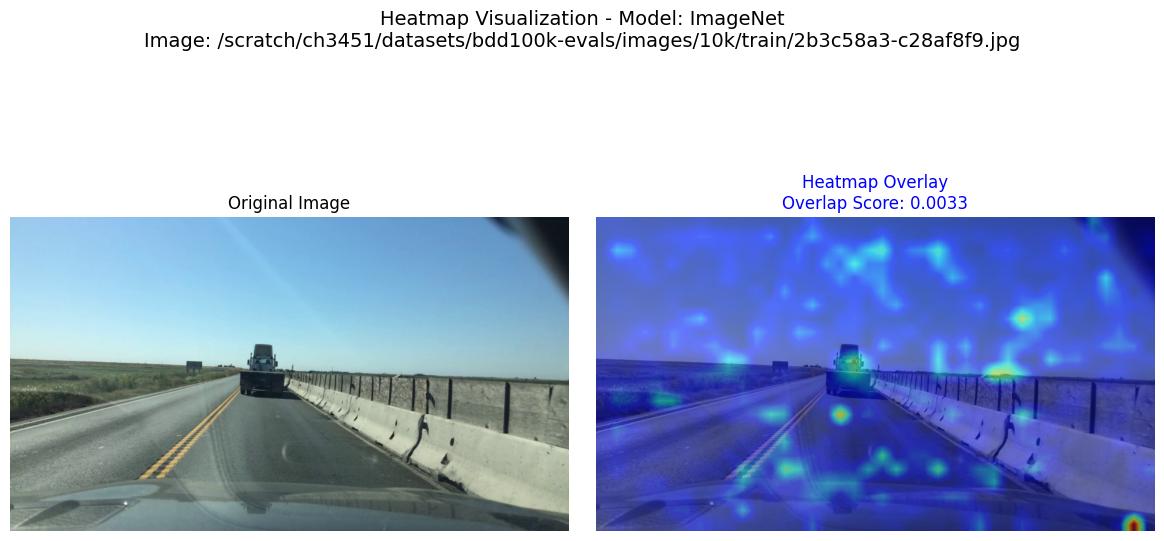 Heatmap Visualization - Model: ImageNet
Image: /scratch/ch3451/datasets/bdd100k-evals/images/10k/train/2b3c58a3-c28af8f9.jpg
Original Image
Heatmap Overlay
Overlap Score: 0.0033